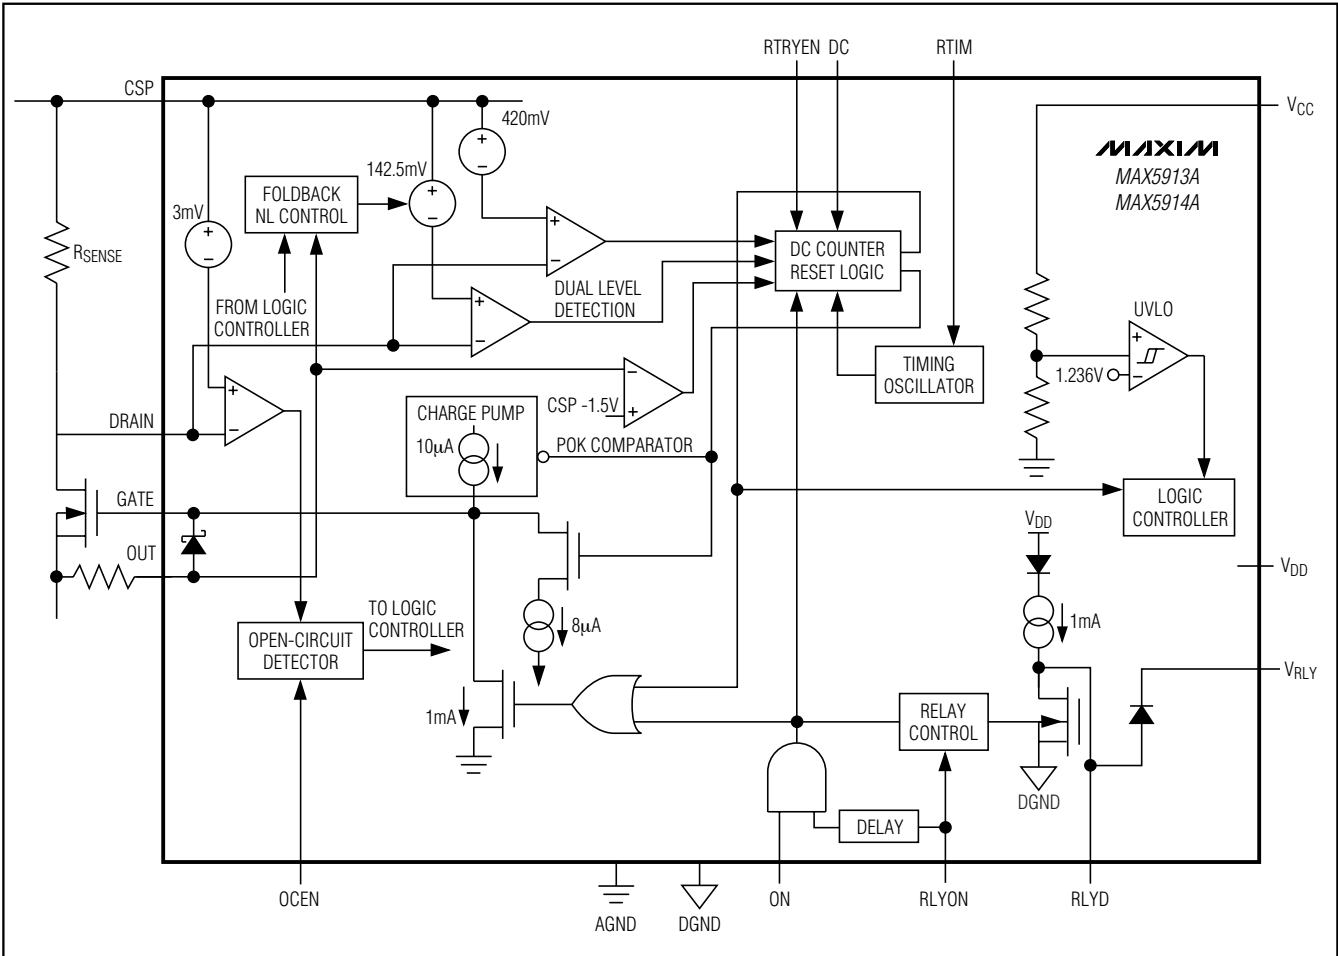 RTRYEN DC RTIM
CSP
VCC
420mV
MAXIM
MAX5913A
MAX5914A
142.5mV
FOLDBACK
NL CONTROL
3mV
RSENSE
DC COUNTER
RESET LOGIC
FROM LOGIC
CONTROLLER
DUAL LEVEL
DETECTION
UVLO
TIMING
OSCILLATOR
1.236V
CSP -1.5V
CHARGE PUMP
10µA
POK COMPARATOR
DRAIN
GATE
LOGIC
CONTROLLER
VDD
OUT
VDD
TO LOGIC
CONTROLLER
8µA
1mA
OPEN-CIRCUIT
DETECTOR
VRLY
1mA
RELAY
CONTROL
DGND
DELAY
OCEN
AGND
DGND
ON
RLYON
RLYD